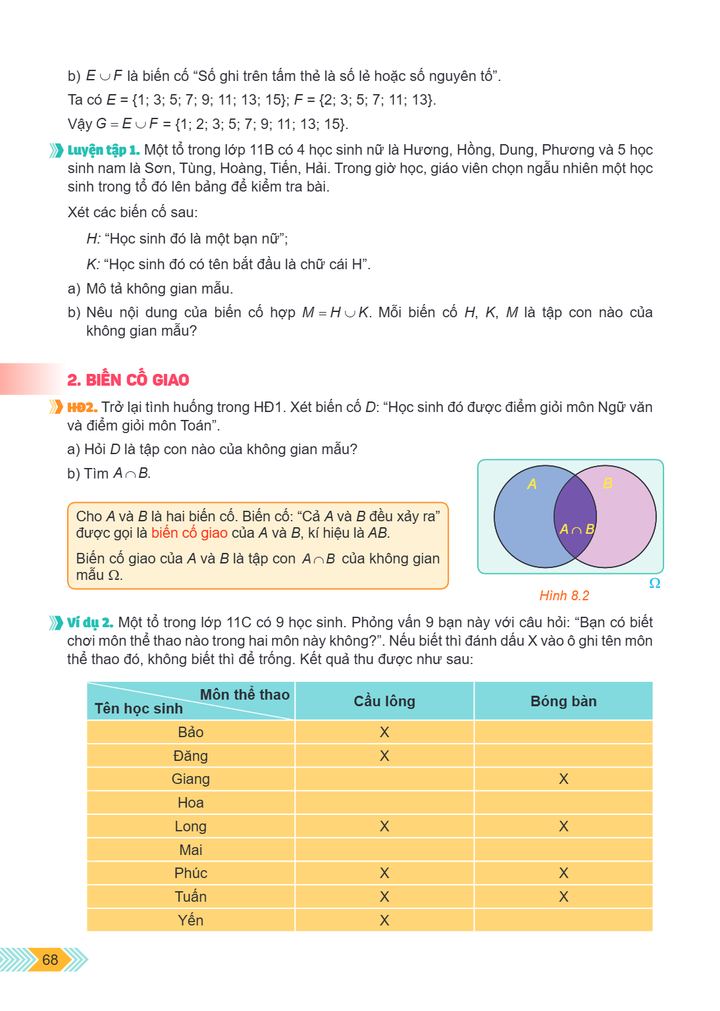 b) E ∪ F là biến cố “Số ghi trên tấm thẻ là số lẻ hoặc số nguyên tố”.
Ta có E = {1; 3; 5; 7; 9; 11; 13; 15}; F = {2; 3; 5; 7; 11; 13}.
Vậy G = E ∪ F = {1; 2; 3; 5; 7; 9; 11; 13; 15}.
Luyện tập 1. Một tổ trong lớp 11B có 4 học sinh nữ là Hương, Hồng, Dung, Phương và 5 học
sinh nam là Sơn, Tùng, Hoàng, Tiến, Hải. Trong giờ học, giáo viên chọn ngẫu nhiên một học
sinh trong tổ đó lên bảng để kiểm tra bài.
Xét các biến cố sau:
H: “Học sinh đó là một bạn nữ”;
K: “Học sinh đó có tên bắt đầu là chữ cái H”.
a) Mô tả không gian mẫu.
b) Nêu nội dung của biến cố hợp M = H ∪ K. Mỗi biến cố H, K, M là tập con nào của
không gian mẫu?
2. BIẾN CỐ GIAO
HĐ2. Trở lại tình huống trong HĐ1. Xét biến cố D: “Học sinh đó được điểm giỏi môn Ngữ văn
và điểm giỏi môn Toán”.
a) Hỏi D là tập con nào của không gian mẫu?
b) Tìm A ∩ B.
Cho A và B là hai biến cố. Biến cố: “Cả A và B đều xảy ra”
được gọi là biến cố giao của A và B, kí hiệu là AB.
Biến cố giao của A và B là tập con A ∩ B của không gian
mẫu Ω.
A
B
A ∩ B
Ω
Hình 8.2
Ví dụ 2. Một tổ trong lớp 11C có 9 học sinh. Phỏng vấn 9 bạn này với câu hỏi: “Bạn có biết
chơi môn thể thao nào trong hai môn này không?”. Nếu biết thì đánh dấu X vào ô ghi tên môn
thể thao đó, không biết thì để trống. Kết quả thu được như sau:
Môn thể thao
Tên học sinh
Cầu lông
Bóng bàn
Bảo X
Đăng X
Giang X
Hoa
Long X X
Mai
Phúc X X
Tuấn X X
Yến X
68